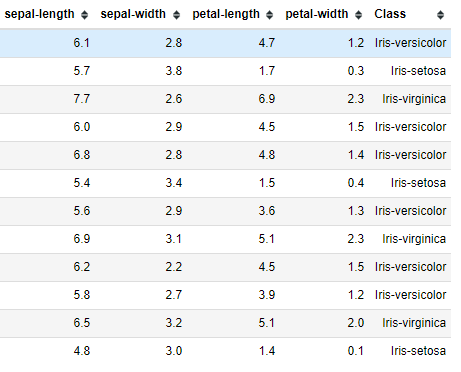 sepal-length sepal-width petal-length petal-width Class
6.1 2.8 4.7 1.2 Iris-versicolor
5.7 3.8 1.7 0.3 Iris-setosa
7.7 2.6 6.9 2.3 Iris-virginica
6.0 2.9 4.5 1.5 Iris-versicolor
6.8 2.8 4.8 1.4 Iris-versicolor
5.4 3.4 1.5 0.4 Iris-setosa
5.6 2.9 3.6 1.3 Iris-versicolor
6.9 3.1 5.1 2.3 Iris-virginica
6.2 2.2 4.5 1.5 Iris-versicolor
5.8 2.7 3.9 1.2 Iris-versicolor
6.5 3.2 5.1 2.0 Iris-virginica
4.8 3.0 1.4 0.1 Iris-setosa